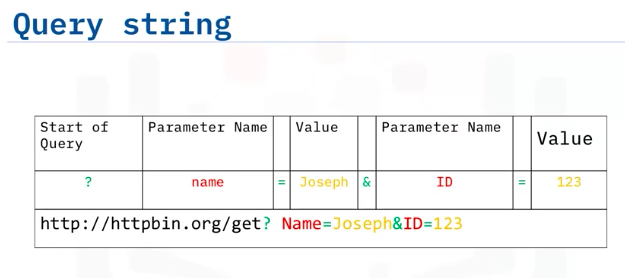 Query string
Start of Query | Parameter Name | | Value | | Parameter Name | | Value
? | name | = | Joseph | & | ID | = | 123
http://httpbin.org/get? Name=Joseph&ID=123